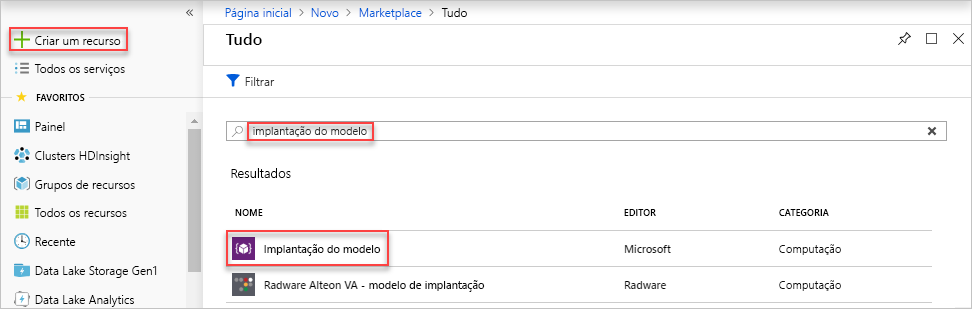 «
Criar um recurso
Todos os serviços
FAVORITOS
Painel
Clusters HDInsight
Grupos de recursos
Todos os recursos
Recente
Data Lake Storage Gen1
Data Lake Analytics
Página inicial > Novo > Marketplace > Tudo
Tudo
Filtrar
implantação do modelo
Resultados
NOME EDITOR CATEGORIA
Implantação do modelo Microsoft Computação
Radware Alteon VA - modelo de implantação Radware Computação